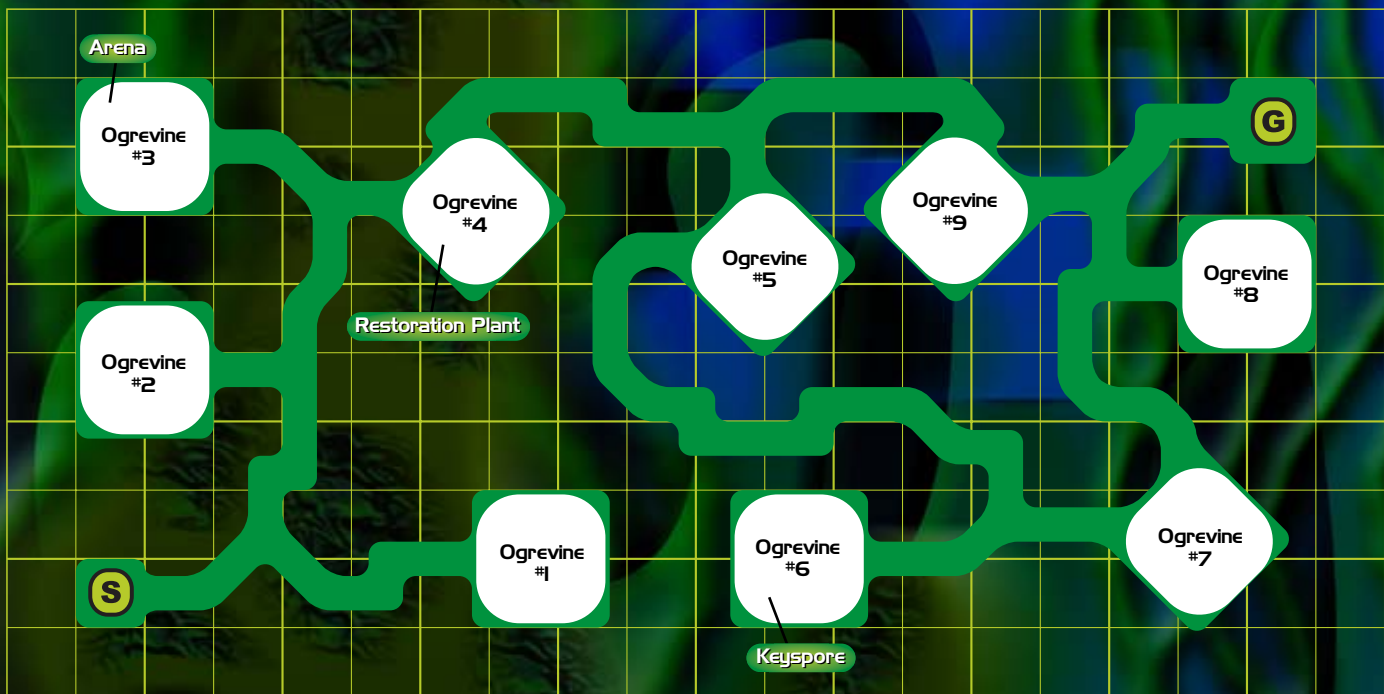 Arena
Ogrevine
#3
G
Ogrevine
#4
Ogrevine
#9
Ogrevine
#5
Ogrevine
#8
Restoration Plant
Ogrevine
#2
Ogrevine
#1
Ogrevine
#6
Ogrevine
#7
S
Keyspore